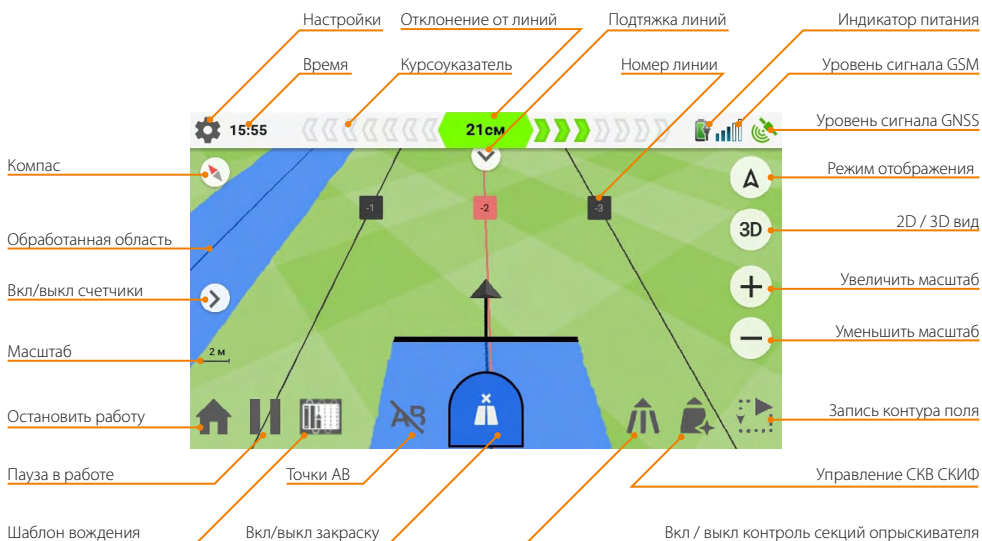 Настройки
Отклонение от линий
Подтяжка линий
Индикатор питания
Время
Курсоуказатель
Номер линии
Уровень сигнала GSM
Уровень сигнала GNSS
15:55
21см
Компас
Режим отображения
-1
-2
-3
2D / 3D вид
3D
Обработанная область
Вкл/выкл счетчики
Увеличить масштаб
Уменьшить масштаб
Масштаб
2 м
Остановить работу
AB
Запись контура поля
Пауза в работе
Точки AB
Управление СКВ СКИФ
Шаблон вождения
Вкл/выкл закраску
Вкл / выкл контроль секций опрыскивателя